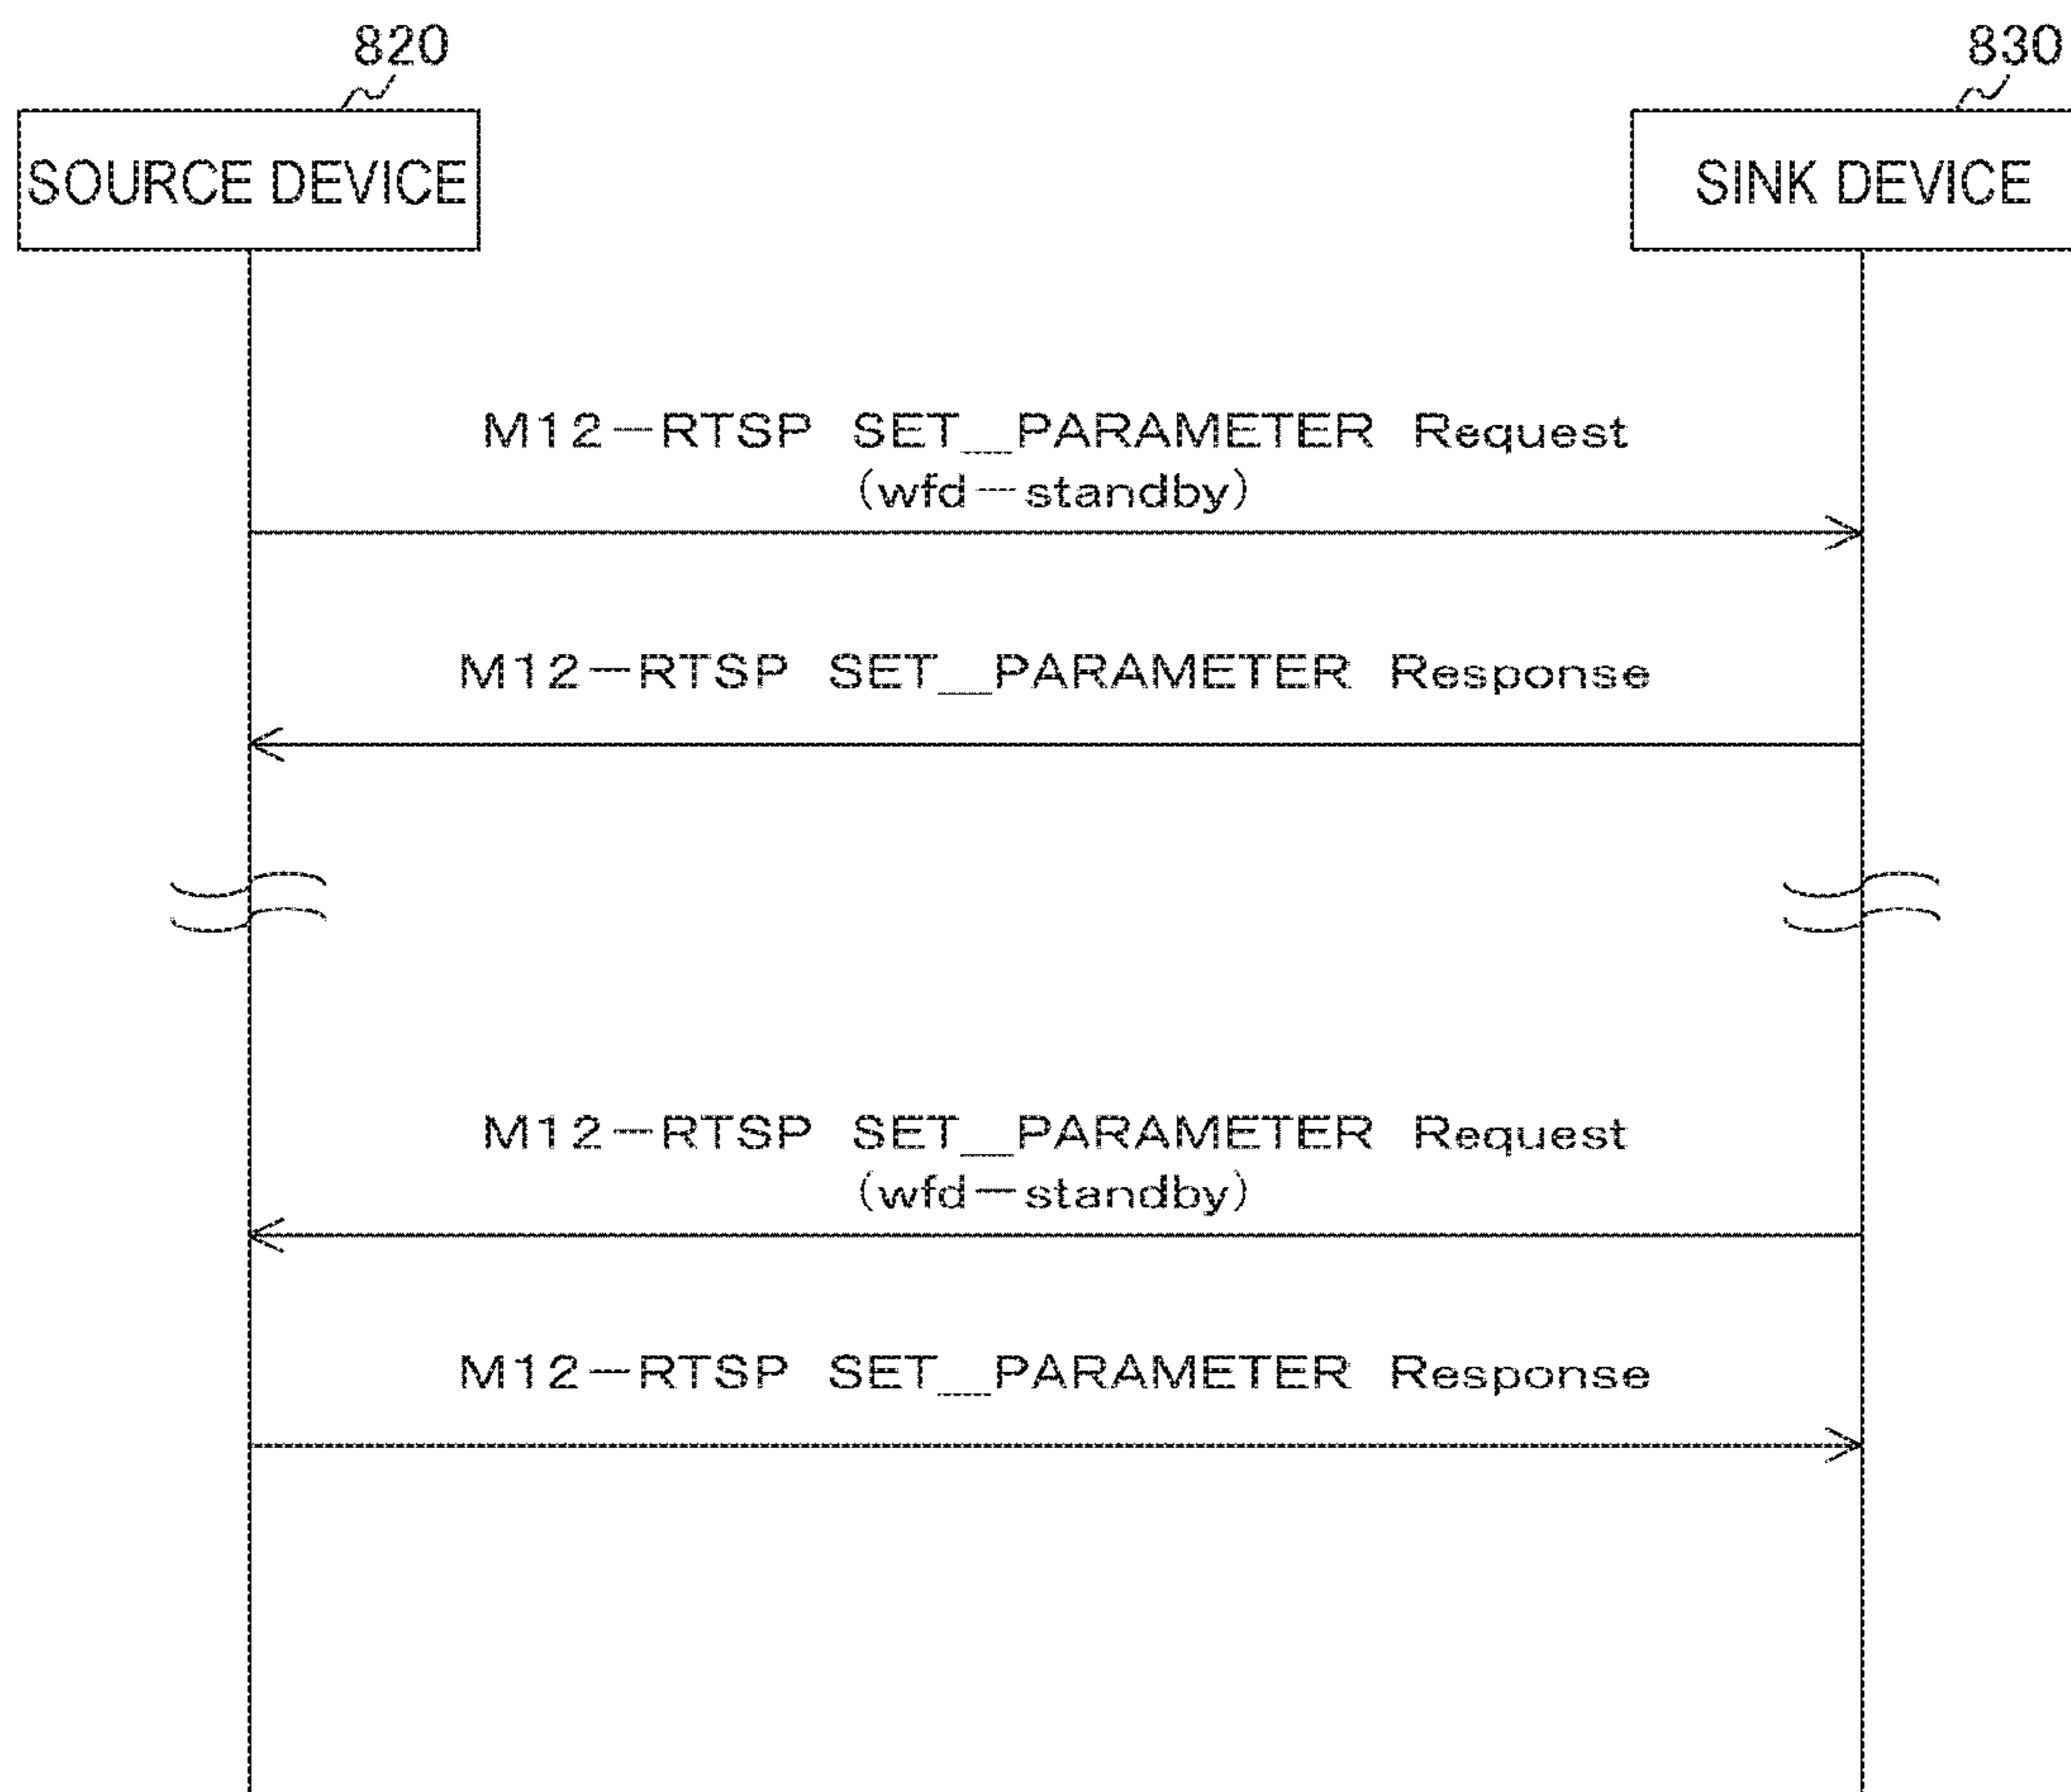 820
830
SOURCE DEVICE
SINK DEVICE
M12-RTSP SET_PARAMETER Request
(wfd-standby)
M12-RTSP SET_PARAMETER Response
M12-RTSP SET_PARAMETER Request
(wfd-standby)
M12-RTSP SET_PARAMETER Response